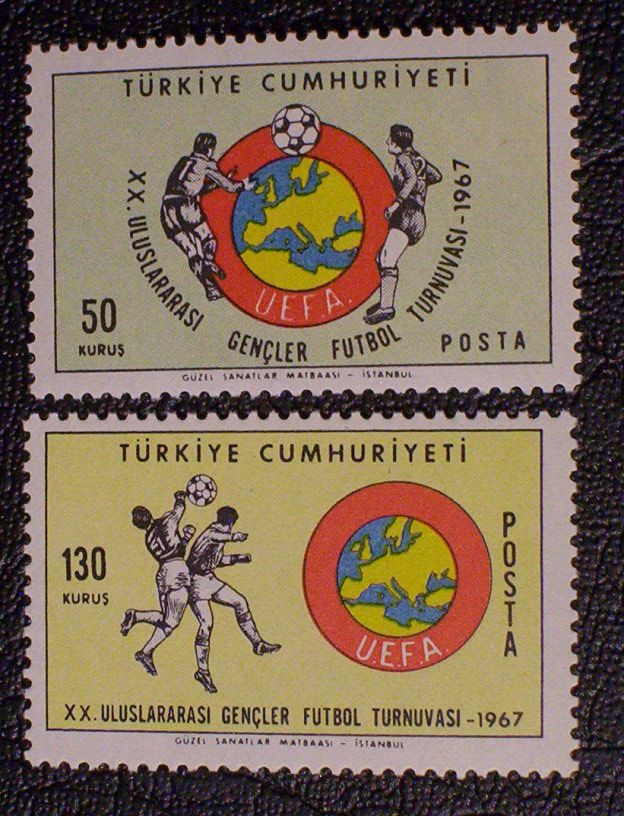 TÜRKİYE CUMHURİYETİ
XX. ULUSLARARASI GENÇLER FUTBOL TURNUVASI - 1967
U.E.F.A.
50
KURUŞ
POSTA
GÜZEL SANATLAR MATBAASI - İSTANBUL
TÜRKİYE CUMHURİYETİ
130
KURUŞ
U.E.F.A.
POSTA
XX. ULUSLARARASI GENÇLER FUTBOL TURNUVASI - 1967
GÜZEL SANATLAR MATBAASI - İSTANBUL